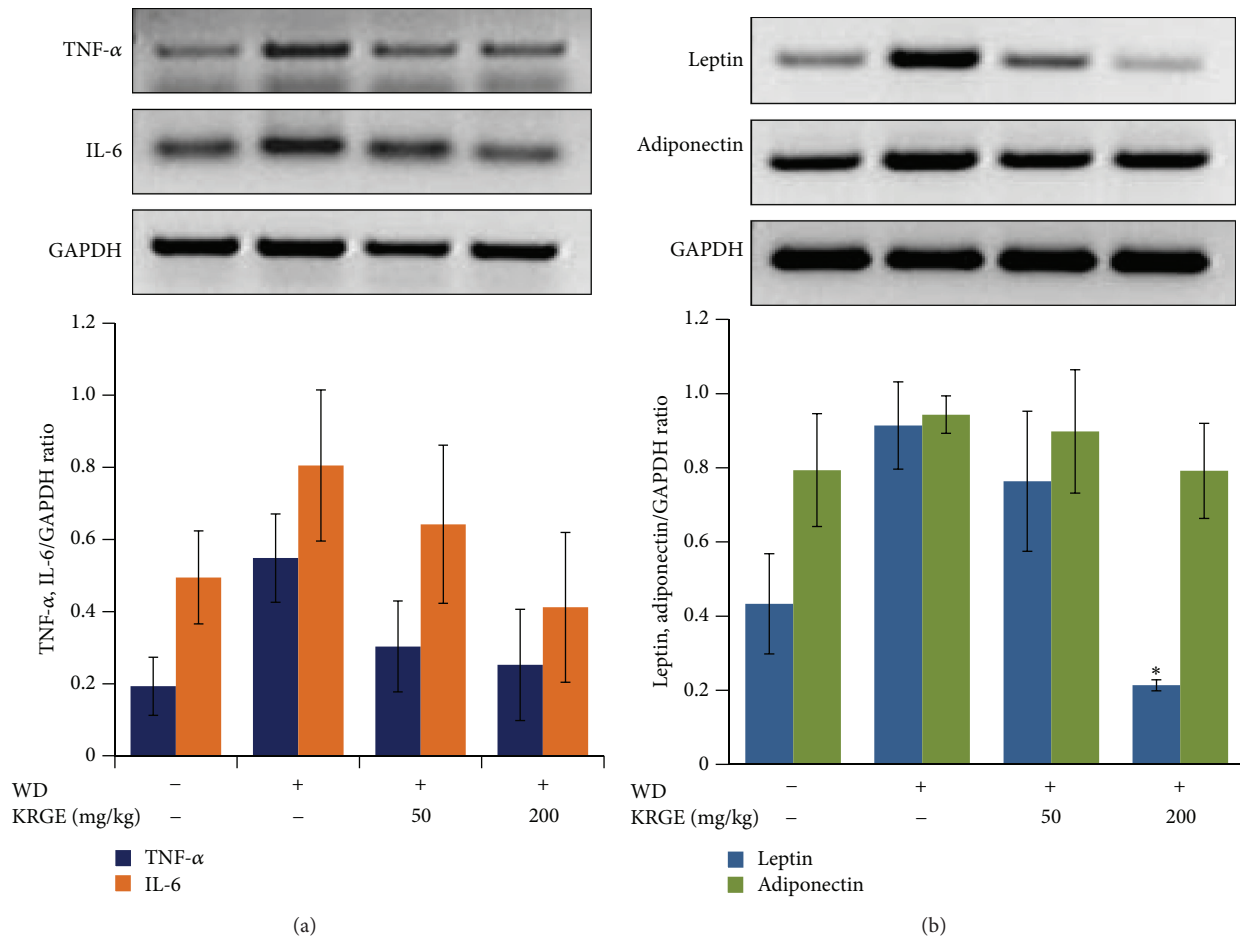 TNF-α
IL-6
GAPDH
1.2
1.0
0.8
0.6
0.4
0.2
0
TNF-α, IL-6/GAPDH ratio
WD – + + +
KRGE (mg/kg) – – 50 200
TNF-α
IL-6
(a)
Leptin
Adiponectin
GAPDH
1.2
1.0
0.8
0.6
0.4
0.2
0
Leptin, adiponectin/GAPDH ratio
*
WD – + + +
KRGE (mg/kg) – – 50 200
Leptin
Adiponectin
(b)